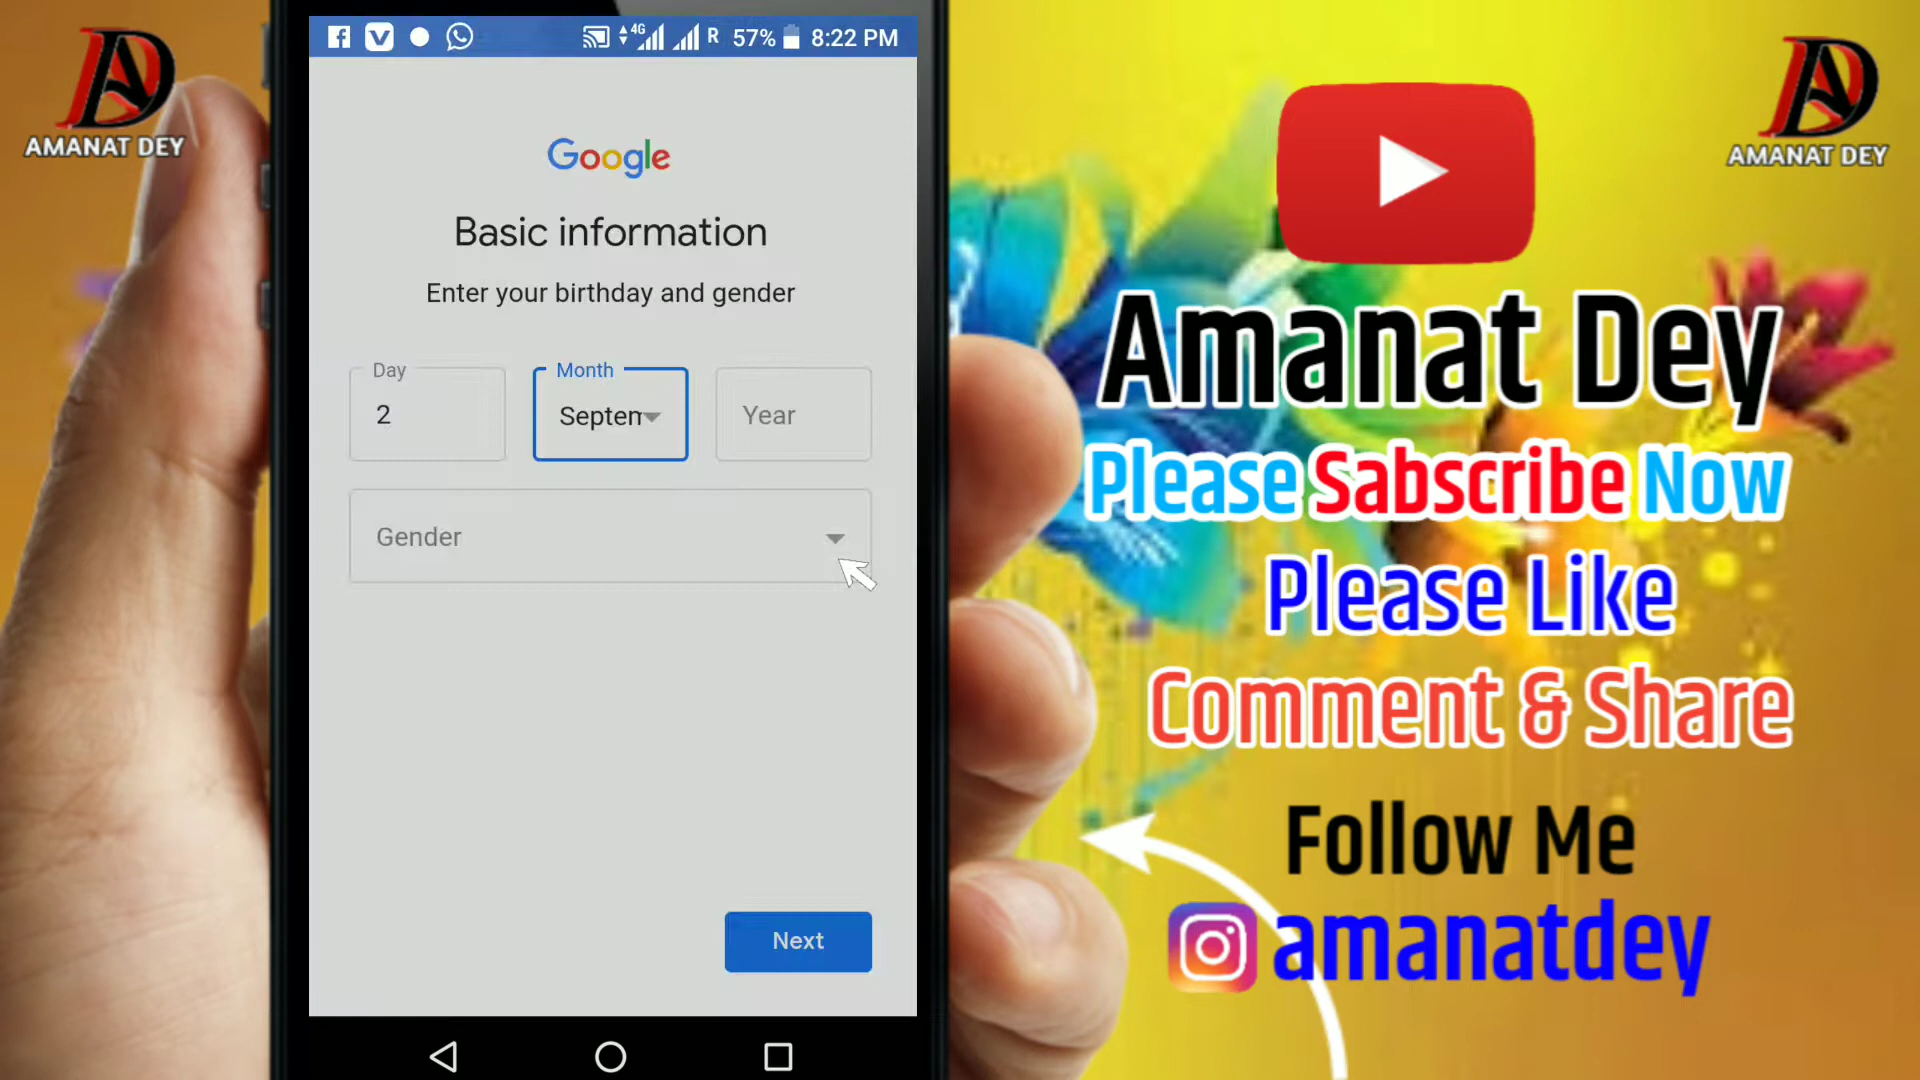 AMANAT DEY
4G R 57% 8:22 PM
Google
Basic information
Enter your birthday and gender
Day
2
Month
Septem
Year
Gender
Next
AMANAT DEY
Amanat Dey
Please Sabscribe Now
Please Like
Comment & Share
Follow Me
amanatdey